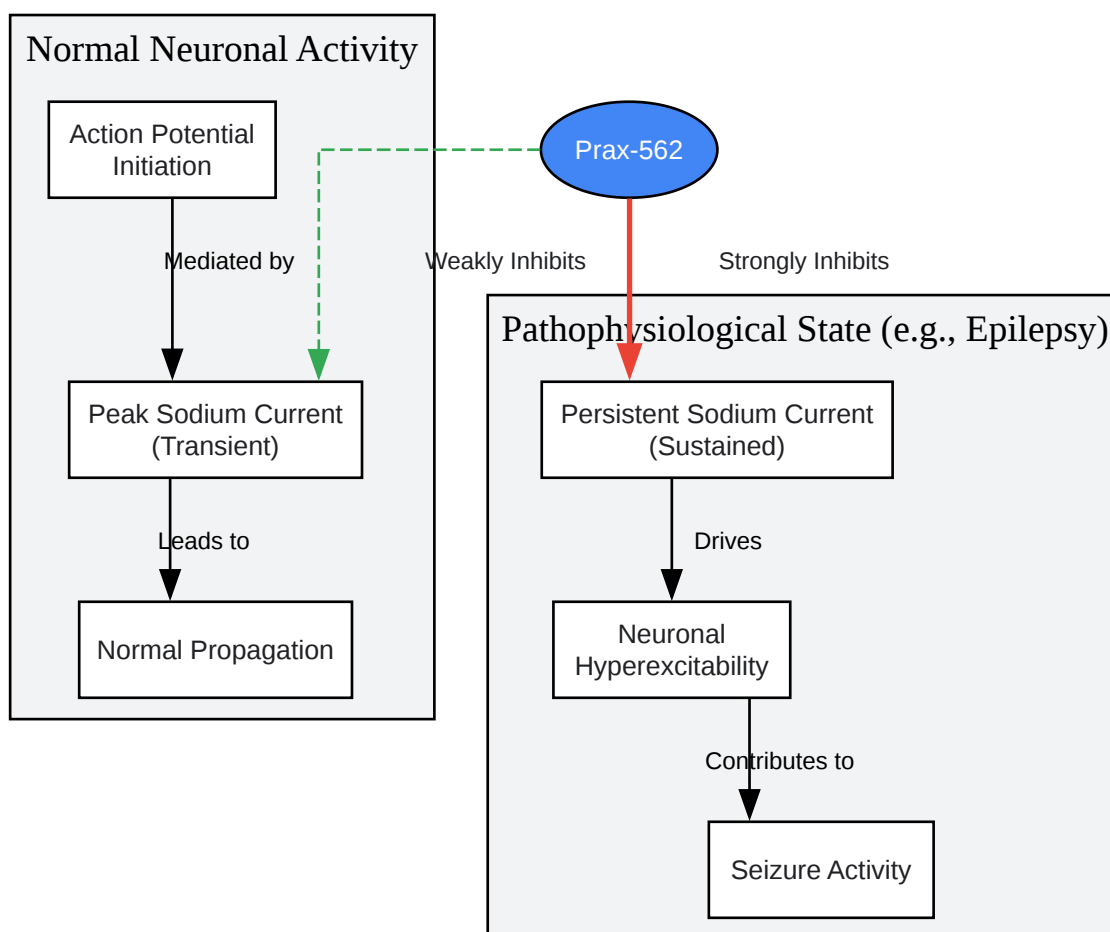 Normal Neuronal Activity
Action Potential
Initiation
Mediated by
Peak Sodium Current
(Transient)
Leads to
Normal Propagation
Prax-562
Weakly Inhibits
Strongly Inhibits
Pathophysiological State (e.g., Epilepsy)
Persistent Sodium Current
(Sustained)
Drives
Neuronal
Hyperexcitability
Contributes to
Seizure Activity